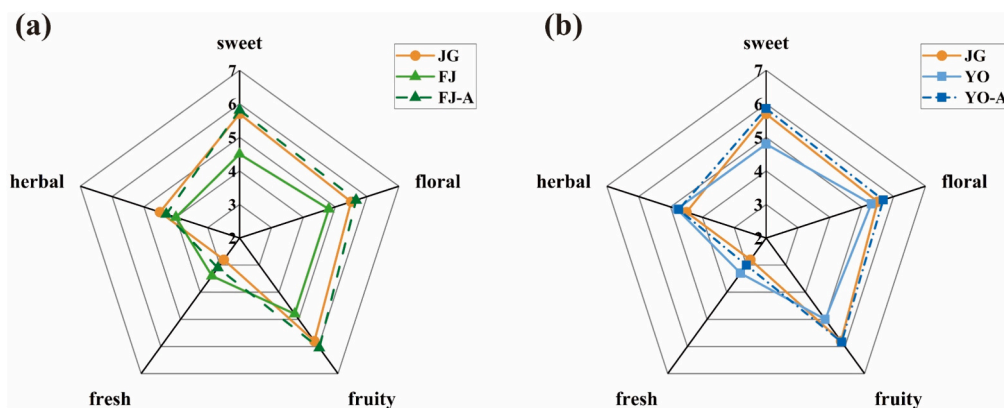 (a)
sweet
7
6
5
4
3
2
floral
fruity
fresh
herbal
JG
FJ
FJ-A
(b)
sweet
7
6
5
4
3
2
floral
fruity
fresh
herbal
JG
YO
YO-A